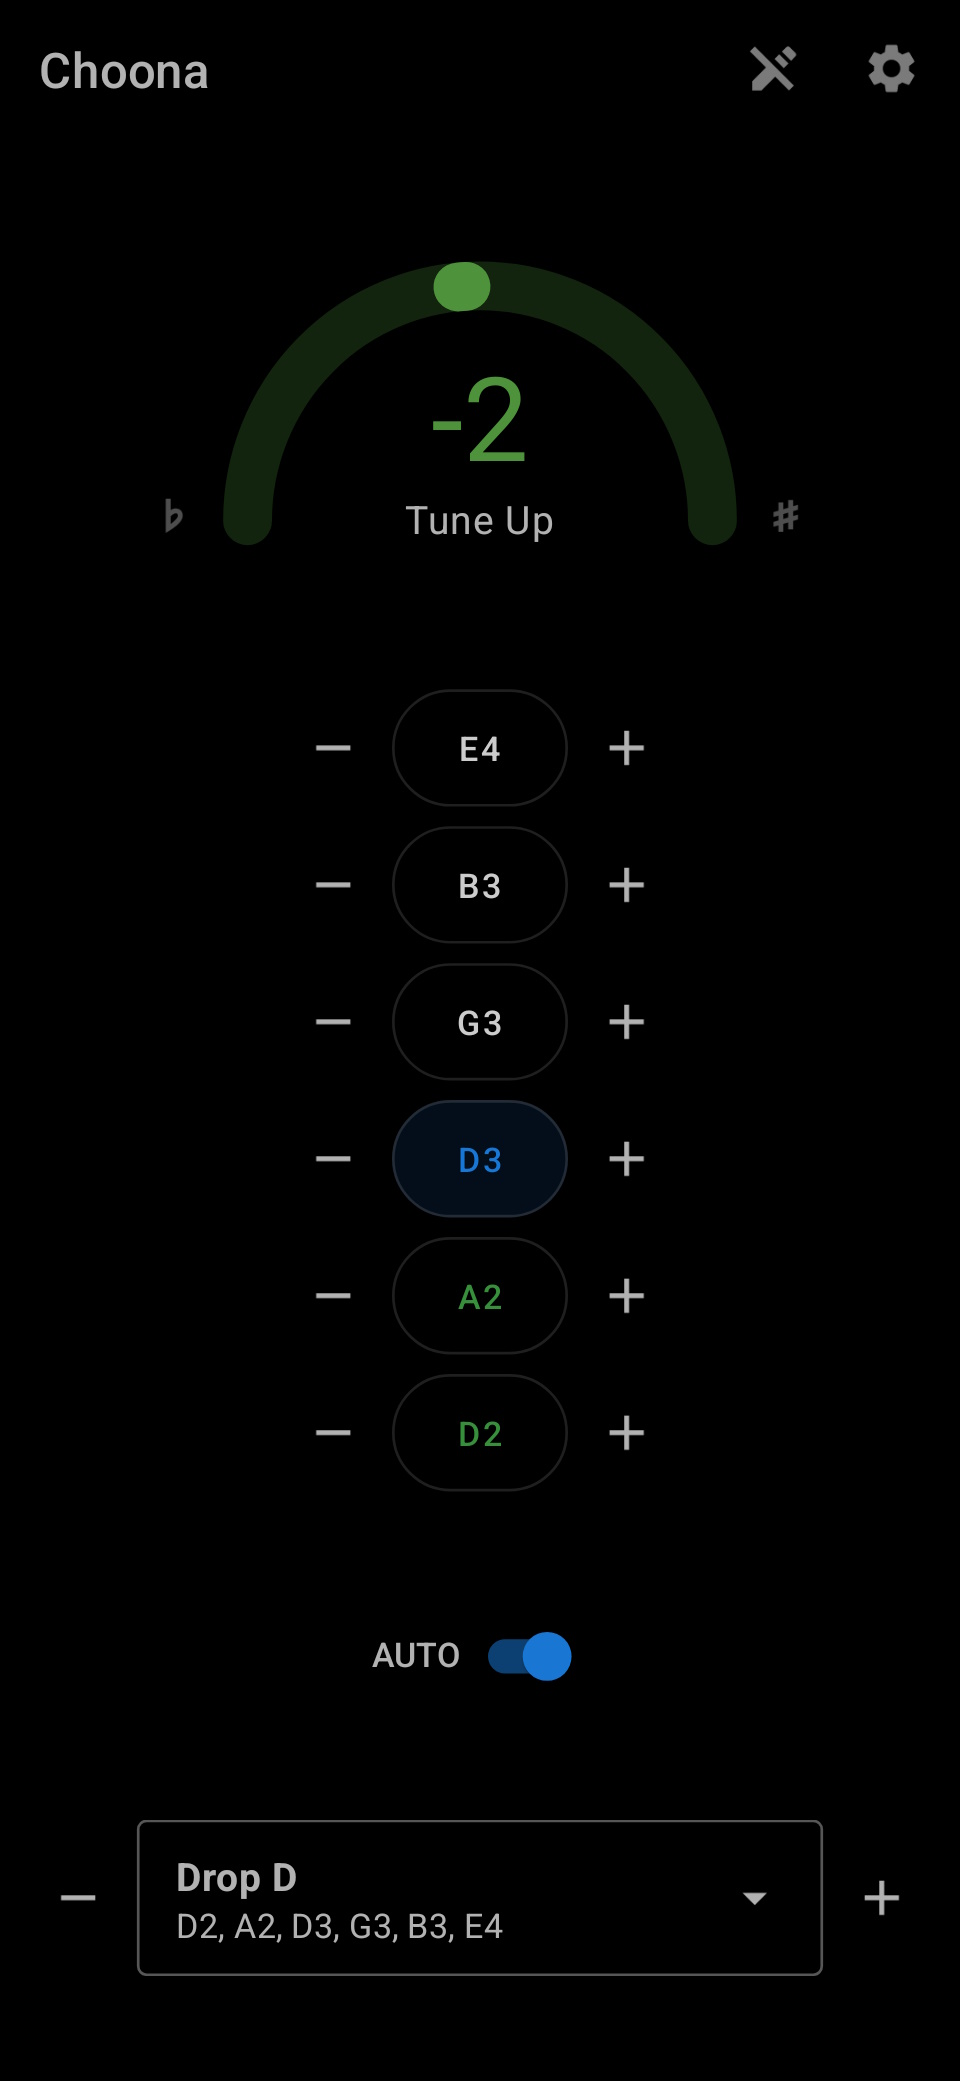 Choona
-2
Tune Up
♭
♯
E4
B3
G3
D3
A2
D2
AUTO
Drop D
D2, A2, D3, G3, B3, E4